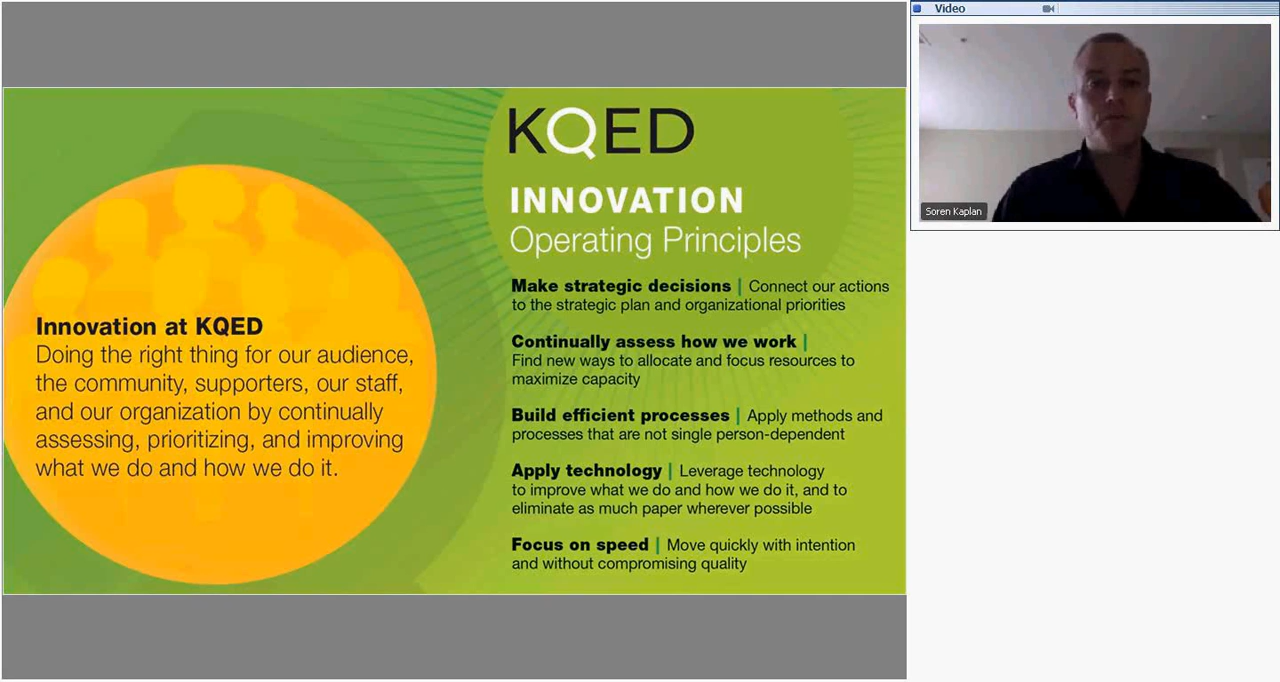 Innovation at KQED
Doing the right thing for our audience,
the community, supporters, our staff,
and our organization by continually
assessing, prioritizing, and improving
what we do and how we do it.
KQED
INNOVATION
Operating Principles
Make strategic decisions | Connect our actions
to the strategic plan and organizational priorities
Continually assess how we work |
Find new ways to allocate and focus resources to
maximize capacity
Build efficient processes | Apply methods and
processes that are not single person-dependent
Apply technology | Leverage technology
to improve what we do and how we do it, and to
eliminate as much paper wherever possible
Focus on speed | Move quickly with intention
and without compromising quality
Video
Soren Kaplan